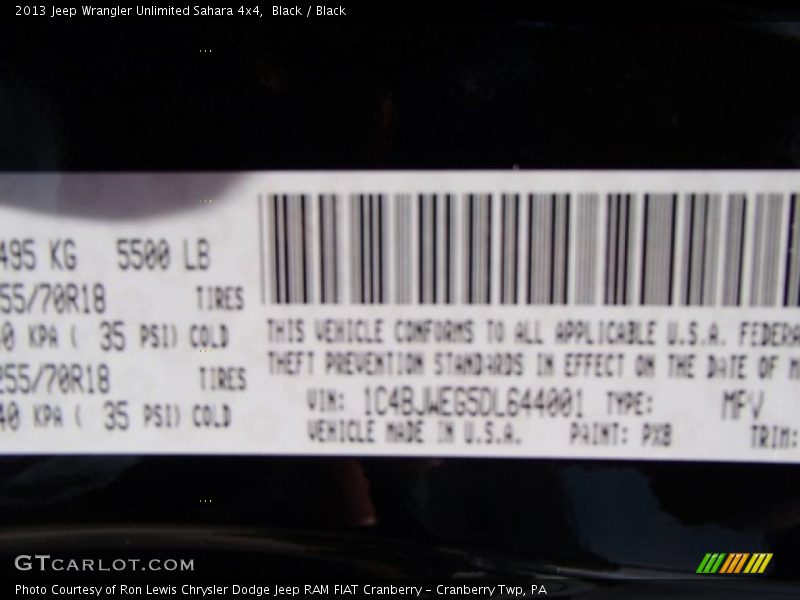 2013 Jeep Wrangler Unlimited Sahara 4x4, Black / Black
495 KG 5500 LB
255/70R18 TIRES
40 KPA ( 35 PSI) COLD
255/70R18 TIRES
40 KPA ( 35 PSI) COLD
THIS VEHICLE CONFORMS TO ALL APPLICABLE U.S.A. FEDERA
THEFT PREVENTION STANDARDS IN EFFECT ON THE DATE OF M
VIN: 1C4BJWEG5DL644001 TYPE: MPV
VEHICLE MADE IN U.S.A. PAINT: PXB TRIM:
GTCARLOT.COM
Photo Courtesy of Ron Lewis Chrysler Dodge Jeep RAM FIAT Cranberry - Cranberry Twp, PA